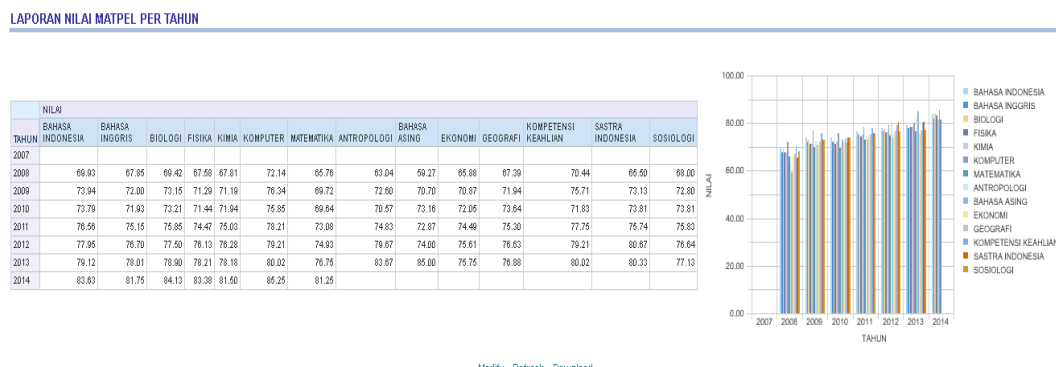 LAPORAN NILAI MATPEL PER TAHUN
NILAI
TAHUN BAHASA INDONESIA BAHASA INGGRIS BIOLOGI FISIKA KIMIA KOMPUTER MATEMATIKA ANTROPOLOGI BAHASA ASING EKONOMI GEOGRAFI KOMPETENSI KEAHLIAN SASTRA INDONESIA SOSIOLOGI
2007
2008 69.93 67.85 69.42 67.58 67.81 72.14 65.76 63.04 59.27 65.88 67.39 70.44 65.50 68.00
2009 73.94 72.00 73.15 71.29 71.19 76.34 69.72 72.60 70.70 70.87 71.94 75.71 73.13 72.80
2010 73.79 71.93 73.21 71.44 71.94 75.85 69.64 70.57 73.16 72.05 73.64 71.83 73.81 73.81
2011 76.56 75.15 75.85 74.47 75.03 78.21 73.08 74.83 72.87 74.49 75.30 77.75 75.74 75.83
2012 77.95 76.70 77.50 76.13 76.28 79.21 74.93 79.67 74.00 75.61 76.63 79.21 80.67 76.64
2013 79.12 78.01 78.90 78.21 78.18 80.02 76.75 83.67 85.00 75.75 76.88 80.02 80.33 77.13
2014 83.63 81.75 84.13 83.38 81.50 85.25 81.25
100.00
80.00
60.00
40.00
20.00
0.00
NILAI
2007 2008 2009 2010 2011 2012 2013 2014
TAHUN
BAHASA INDONESIA
BAHASA INGGRIS
BIOLOGI
FISIKA
KIMIA
KOMPUTER
MATEMATIKA
ANTROPOLOGI
BAHASA ASING
EKONOMI
GEOGRAFI
KOMPETENSI KEAHLIAN
SASTRA INDONESIA
SOSIOLOGI